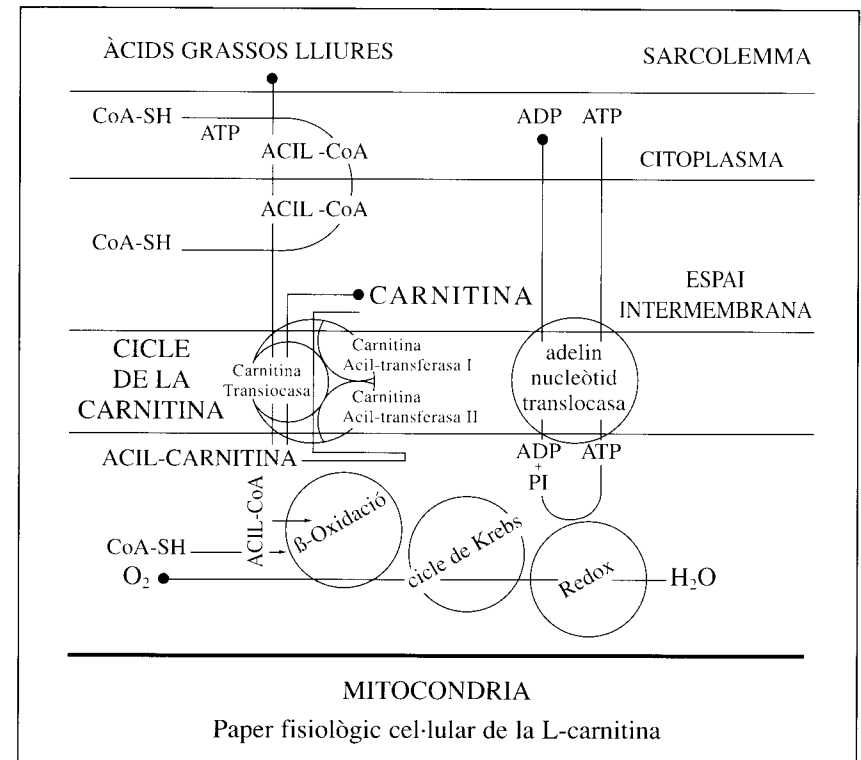 ÀCIDS GRASSOS LLIURES
SARCOLEMMA
CoA-SH
ATP
ACIL -CoA
ADP
ATP
CITOPLASMA
ACIL -CoA
CoA-SH
ESPAI
INTERMEMBRANA
CARNITINA
CICLE
DE LA
CARNITINA
Carnitina
Transiocasa
Carnitina
Acil-transferasa I
Carnitina
Acil-transferasa II
adelin
nucleòtid
translocasa
ACIL-CARNITINA
ADP
+
PI
ATP
ACIL-CoA
ß-Oxidació
cicle de Krebs
Redox
CoA-SH
O₂
H₂O
MITOCONDRIA
Paper fisiològic cel·lular de la L-carnitina